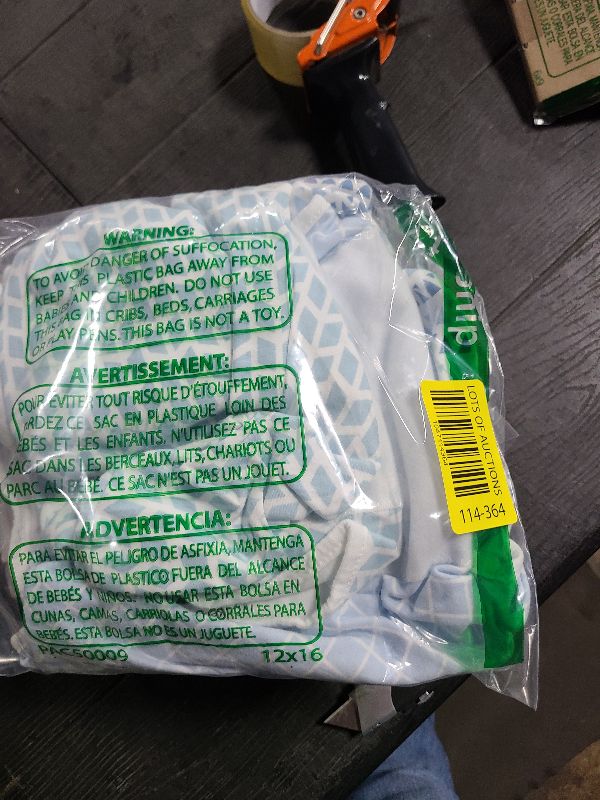 WARNING:
TO AVOID DANGER OF SUFFOCATION,
KEEP THIS PLASTIC BAG AWAY FROM
BABIES AND CHILDREN. DO NOT USE
THIS BAG IN CRIBS, BEDS, CARRIAGES
OR PLAY PENS. THIS BAG IS NOT A TOY.
AVERTISSEMENT:
POUR EVITER TOUT RISQUE D'ÉTOUFFEMENT,
GARDEZ CE SAC EN PLASTIQUE LOIN DES
BÉBÉS ET LES ENFANTS. N'UTILISEZ PAS CE
SAC DANS LES BERCEAUX, LITS, CHARIOTS OU
PARC AU BÉBÉ. CE SAC N'EST PAS UN JOUET.
ADVERTENCIA:
PARA EVITAR EL PELIGRO DE ASFIXIA, MANTENGA
ESTA BOLSA DE PLASTICO FUERA DEL ALCANCE
DE BEBÉS Y NIÑOS. NO USAR ESTA BOLSA EN
CUNAS, CAMAS, CARRIOLAS O CORRALES PARA
BEBÉS. ESTA BOLSA NO ES UN JUGUETE.
PAC50009 12x16
LOTS OF AUCTIONS
114-364